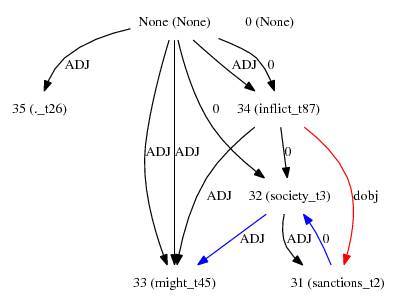 None (None) 0 (None)
ADJ ADJ 0
35 (._t26) 0 34 (inflict_t87)
ADJ ADJ 0
ADJ 32 (society_t3) dobj
ADJ ADJ 0
33 (might_t45) 31 (sanctions_t2)